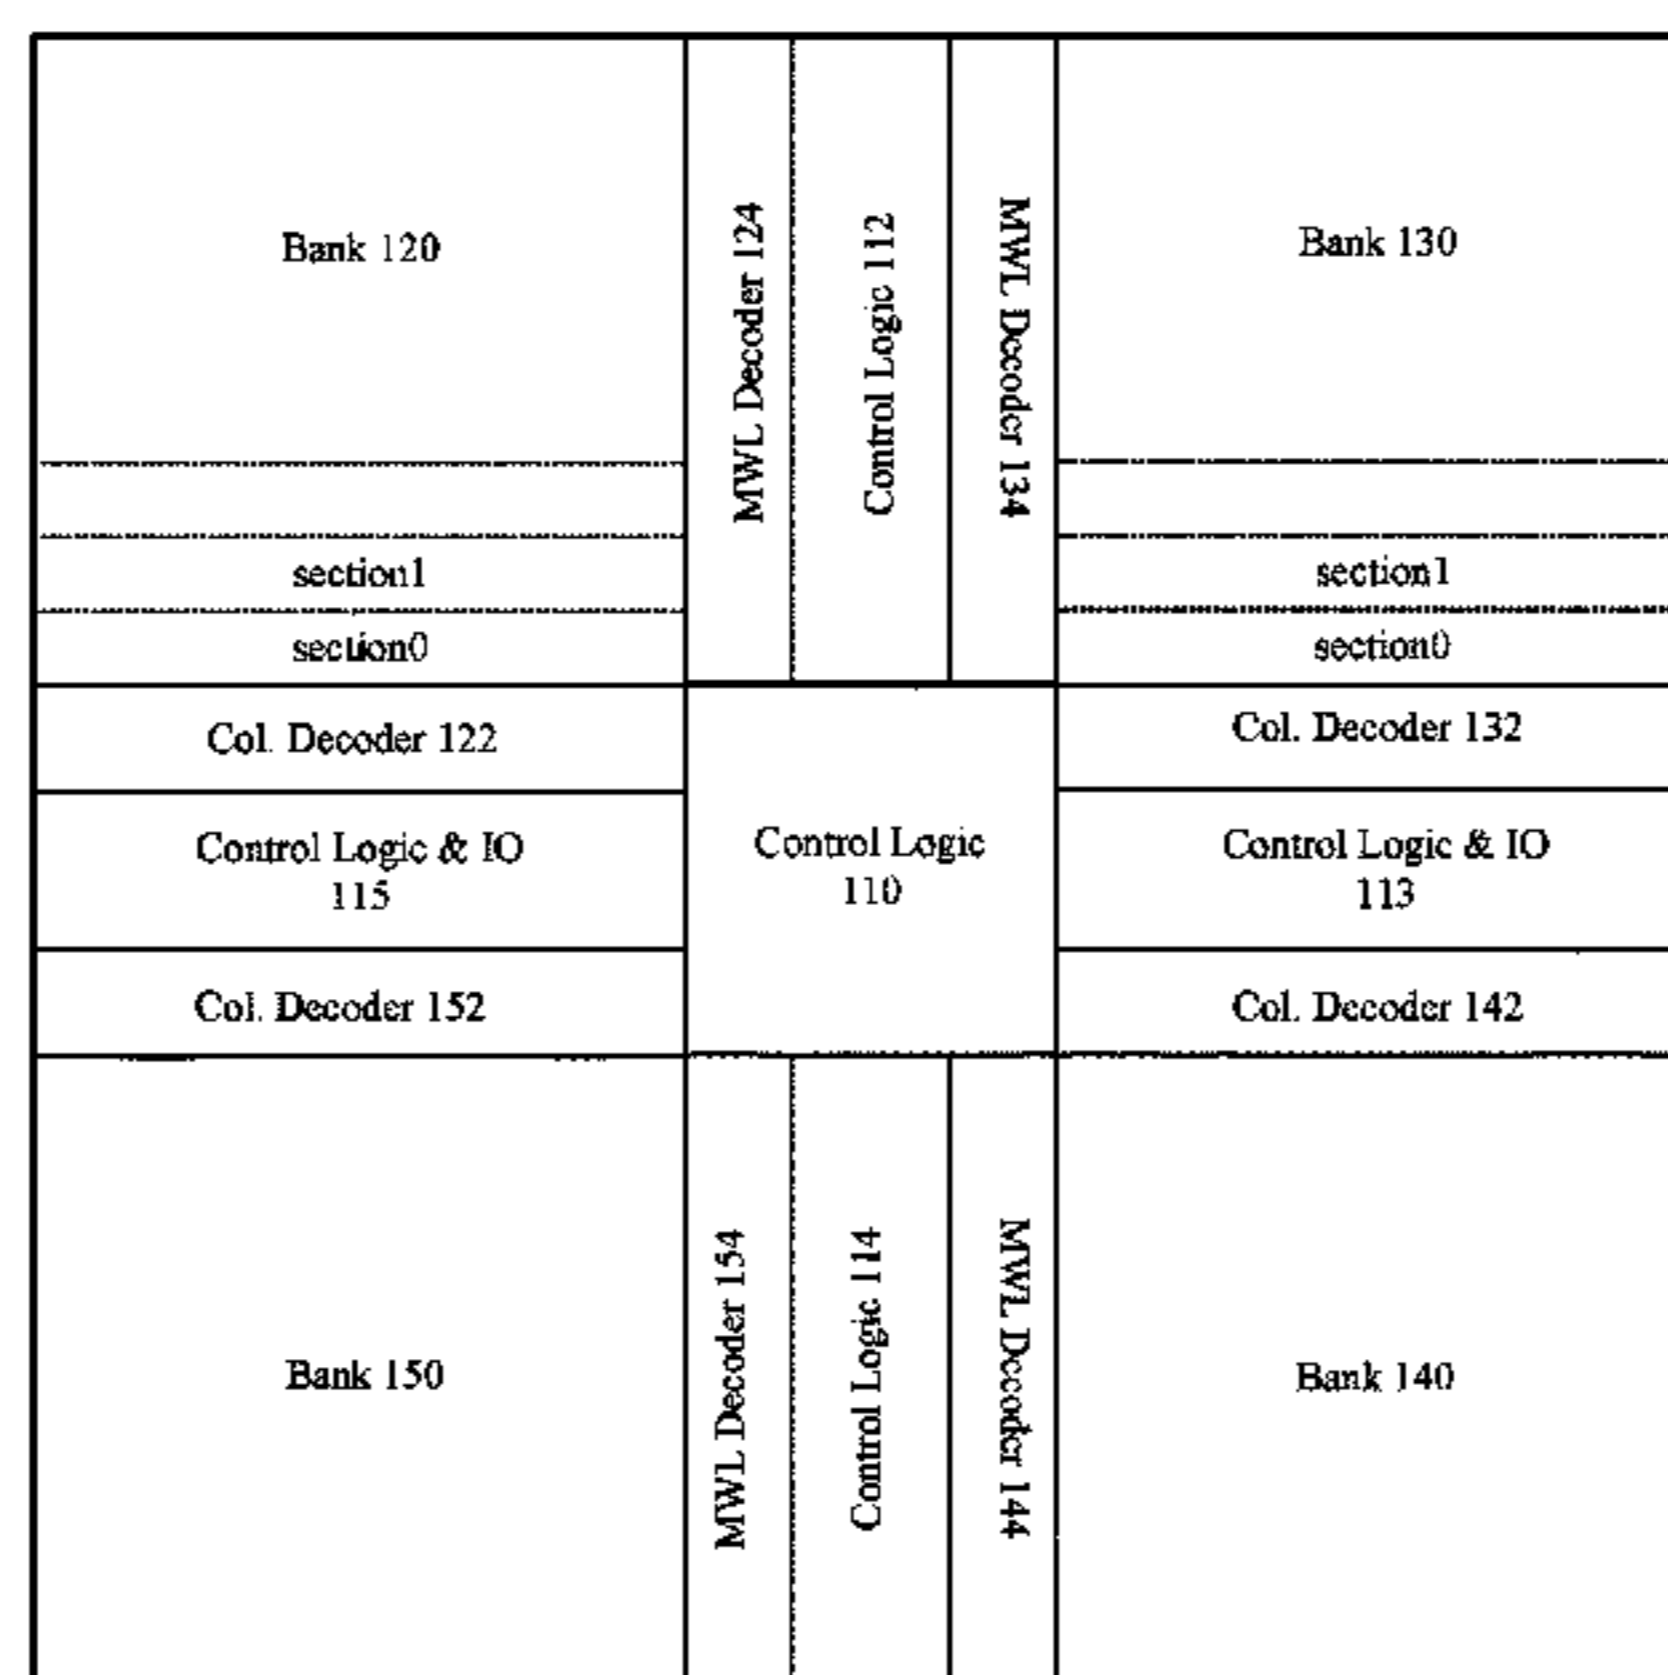 Bank 120
MWL Decoder 124
Control Logic 112
MWL Decoder 134
Bank 130
section1
section0
section1
section0
Col. Decoder 122
Col. Decoder 132
Control Logic & IO
115
Control Logic
110
Control Logic & IO
113
Col. Decoder 152
Col. Decoder 142
Bank 150
MWL Decoder 154
Control Logic 114
MWL Decoder 144
Bank 140